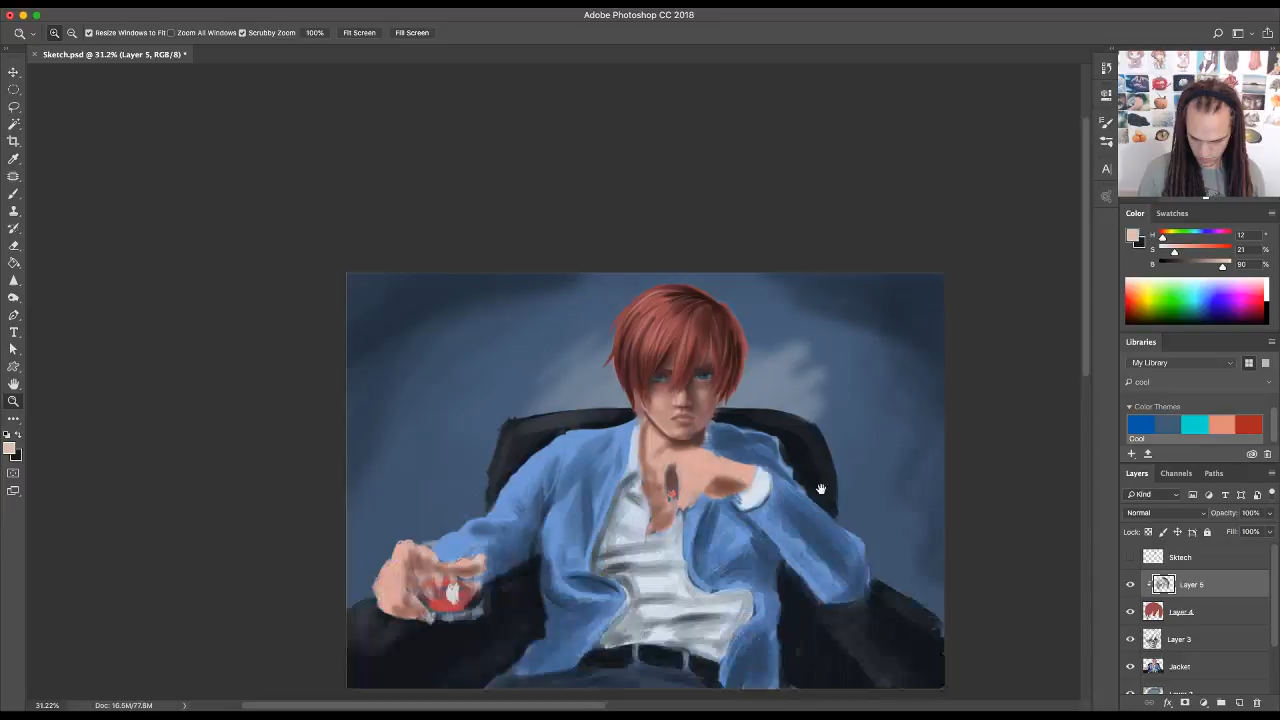 Adobe Photoshop CC 2018
Resize Windows to Fit
Zoom All Windows
Scrubby Zoom
100%
Fit Screen
Fill Screen
Sketch.psd @ 31.2% (Layer 5, RGB/8) *
Color
Swatches
H
12
°
S
21
%
B
90
%
Libraries
My Library
cool
Color Themes
Cool
Layers
Channels
Paths
Kind
Normal
Opacity: 100%
Lock:
Fill: 100%
Sktech
Layer 5
Layer 4
Layer 3
Jacket
31.22%
Doc: 16.5M/77.8M